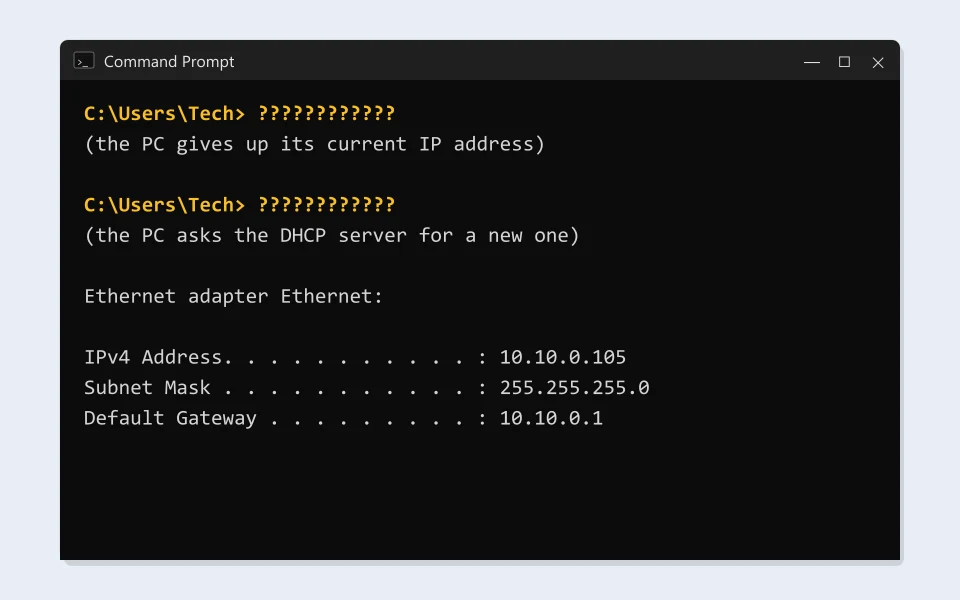 Command Prompt
C:\Users\Tech> ????????????
(the PC gives up its current IP address)
C:\Users\Tech> ????????????
(the PC asks the DHCP server for a new one)
Ethernet adapter Ethernet:
IPv4 Address. . . . . . . . . . . : 10.10.0.105
Subnet Mask . . . . . . . . . . . : 255.255.255.0
Default Gateway . . . . . . . . . : 10.10.0.1